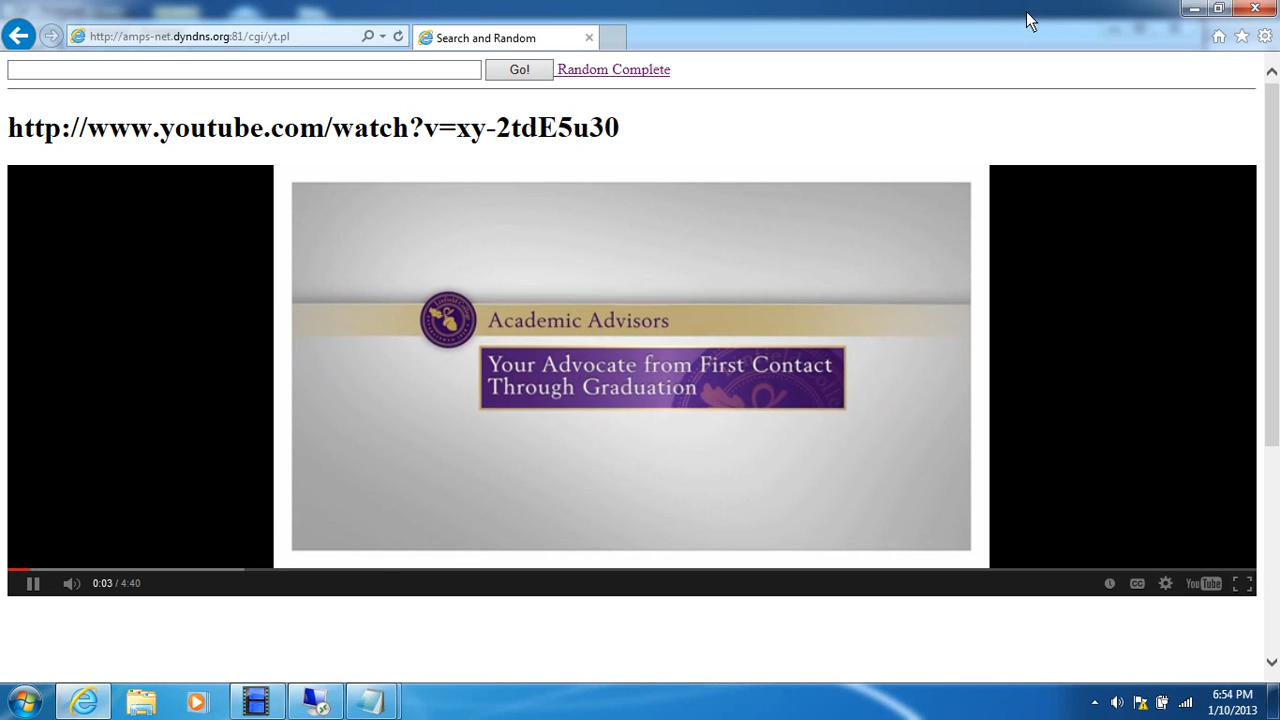 http://amps-net.dyndns.org:81/cgi/yt.pl
Search and Random
Go!
Random Complete
http://www.youtube.com/watch?v=xy-2tdE5u30
Academic Advisors
Your Advocate from First Contact
Through Graduation
0:03 / 4:40
CC
YouTube
6:54 PM
1/10/2013